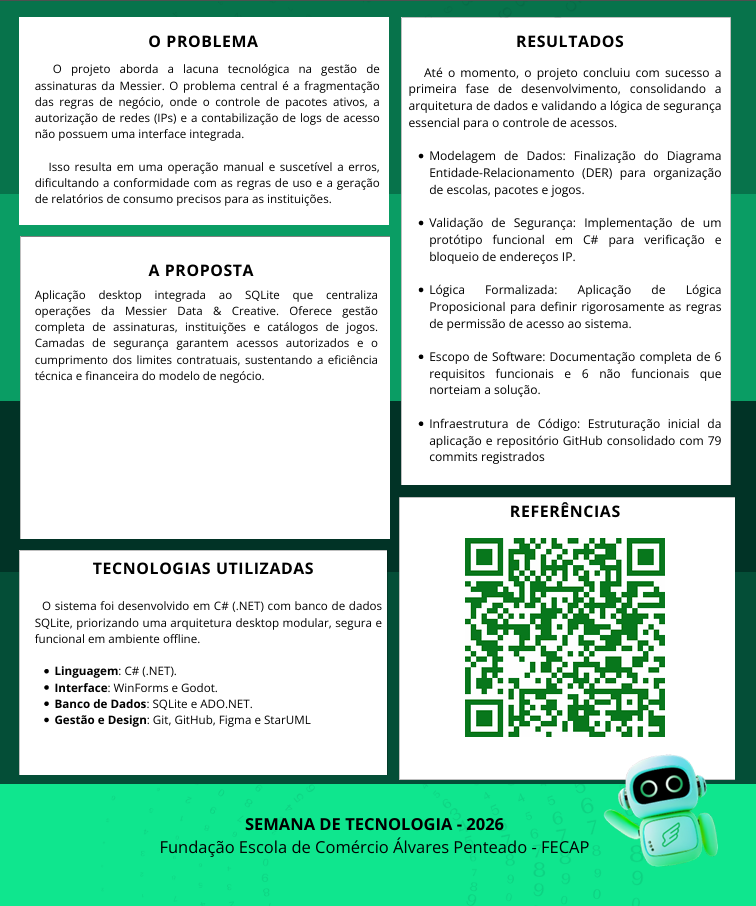 O PROBLEMA
O projeto aborda a lacuna tecnológica na gestão de
assinaturas da Messier. O problema central é a fragmentação
das regras de negócio, onde o controle de pacotes ativos, a
autorização de redes (IPs) e a contabilização de logs de acesso
não possuem uma interface integrada.
Isso resulta em uma operação manual e suscetível a erros,
dificultando a conformidade com as regras de uso e a geração
de relatórios de consumo precisos para as instituições.
A PROPOSTA
Aplicação desktop integrada ao SQLite que centraliza
operações da Messier Data & Creative. Oferece gestão
completa de assinaturas, instituições e catálogos de jogos.
Camadas de segurança garantem acessos autorizados e o
cumprimento dos limites contratuais, sustentando a eficiência
técnica e financeira do modelo de negócio.
TECNOLOGIAS UTILIZADAS
O sistema foi desenvolvido em C# (.NET) com banco de dados
SQLite, priorizando uma arquitetura desktop modular, segura e
funcional em ambiente offline.
• Linguagem: C# (.NET).
• Interface: WinForms e Godot.
• Banco de Dados: SQLite e ADO.NET.
• Gestão e Design: Git, GitHub, Figma e StarUML
RESULTADOS
Até o momento, o projeto concluiu com sucesso a
primeira fase de desenvolvimento, consolidando a
arquitetura de dados e validando a lógica de segurança
essencial para o controle de acessos.
• Modelagem de Dados: Finalização do Diagrama
Entidade-Relacionamento (DER) para organização
de escolas, pacotes e jogos.
• Validação de Segurança: Implementação de um
protótipo funcional em C# para verificação e
bloqueio de endereços IP.
• Lógica Formalizada: Aplicação de Lógica
Proposicional para definir rigorosamente as regras
de permissão de acesso ao sistema.
• Escopo de Software: Documentação completa de 6
requisitos funcionais e 6 não funcionais que
norteiam a solução.
• Infraestrutura de Código: Estruturação inicial da
aplicação e repositório GitHub consolidado com 79
commits registrados
REFERÊNCIAS
SEMANA DE TECNOLOGIA - 2026
Fundação Escola de Comércio Álvares Penteado - FECAP